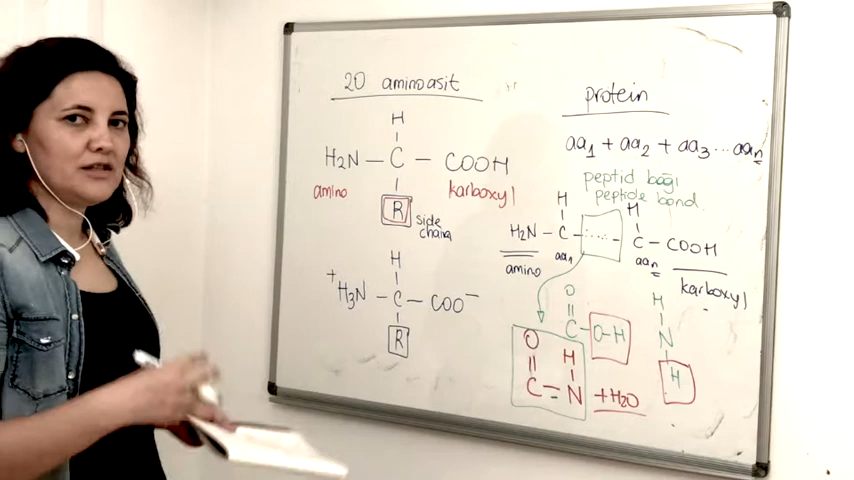 20 aminoasit
H
H₂N – C – COOH
amino
karboxyl
R
side
chain
H
⁺H₃N – C – COO⁻
R
protein
aa₁ + aa₂ + aa₃ ... aaₙ
peptid bağı
peptide bond
H
H
H₂N – C – ..... – C – COOH
aa₁
aaₙ
amino
karboxyl
O
C – O-H
H
N
H
O
H
C = N + H₂O